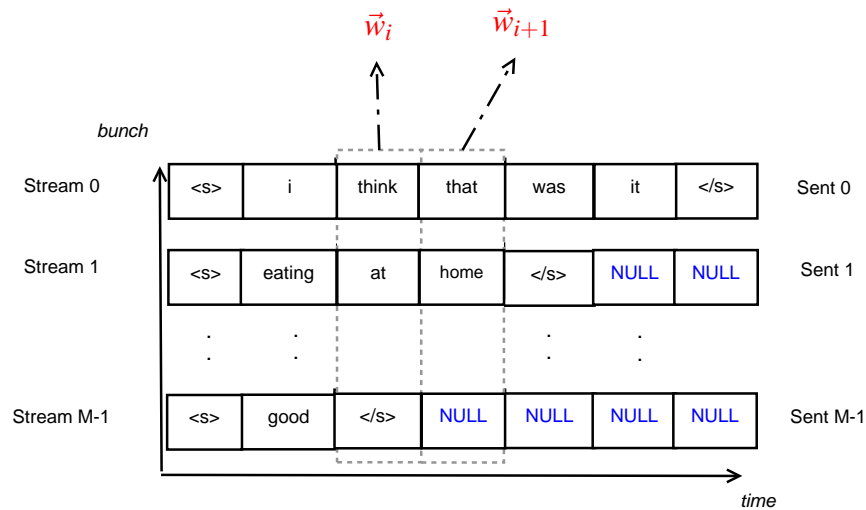 w⃗ᵢ w⃗ᵢ₊₁
bunch
Stream 0 <s> i think that was it </s> Sent 0
Stream 1 <s> eating at home </s> NULL NULL Sent 1
. . . .
. . . .
Stream M-1 <s> good </s> NULL NULL NULL NULL Sent M-1
time